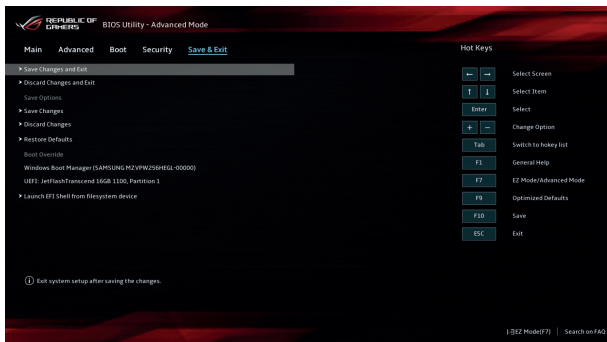 REPUBLIC OF
GAMERS
BIOS Utility - Advanced Mode
Main Advanced Boot Security Save & Exit
Hot Keys
Save Changes and Exit
Discard Changes and Exit
Save Options
Save Changes
Discard Changes
Restore Defaults
Boot Override
Windows Boot Manager (SAMSUNG MZVPW256HEGL-00000)
UEFI: JetFlashTranscend 16GB 1100, Partition 1
Launch EFI Shell from filesystem device
← → Select Screen
↑ ↓ Select Item
Enter Select
+ - Change Option
Tab Switch to hokey list
F1 General Help
F7 EZ Mode/Advanced Mode
F9 Optimized Defaults
F10 Save
ESC Exit
Exit system setup after saving the changes.
EZ Mode(F7) | Search on FAQ